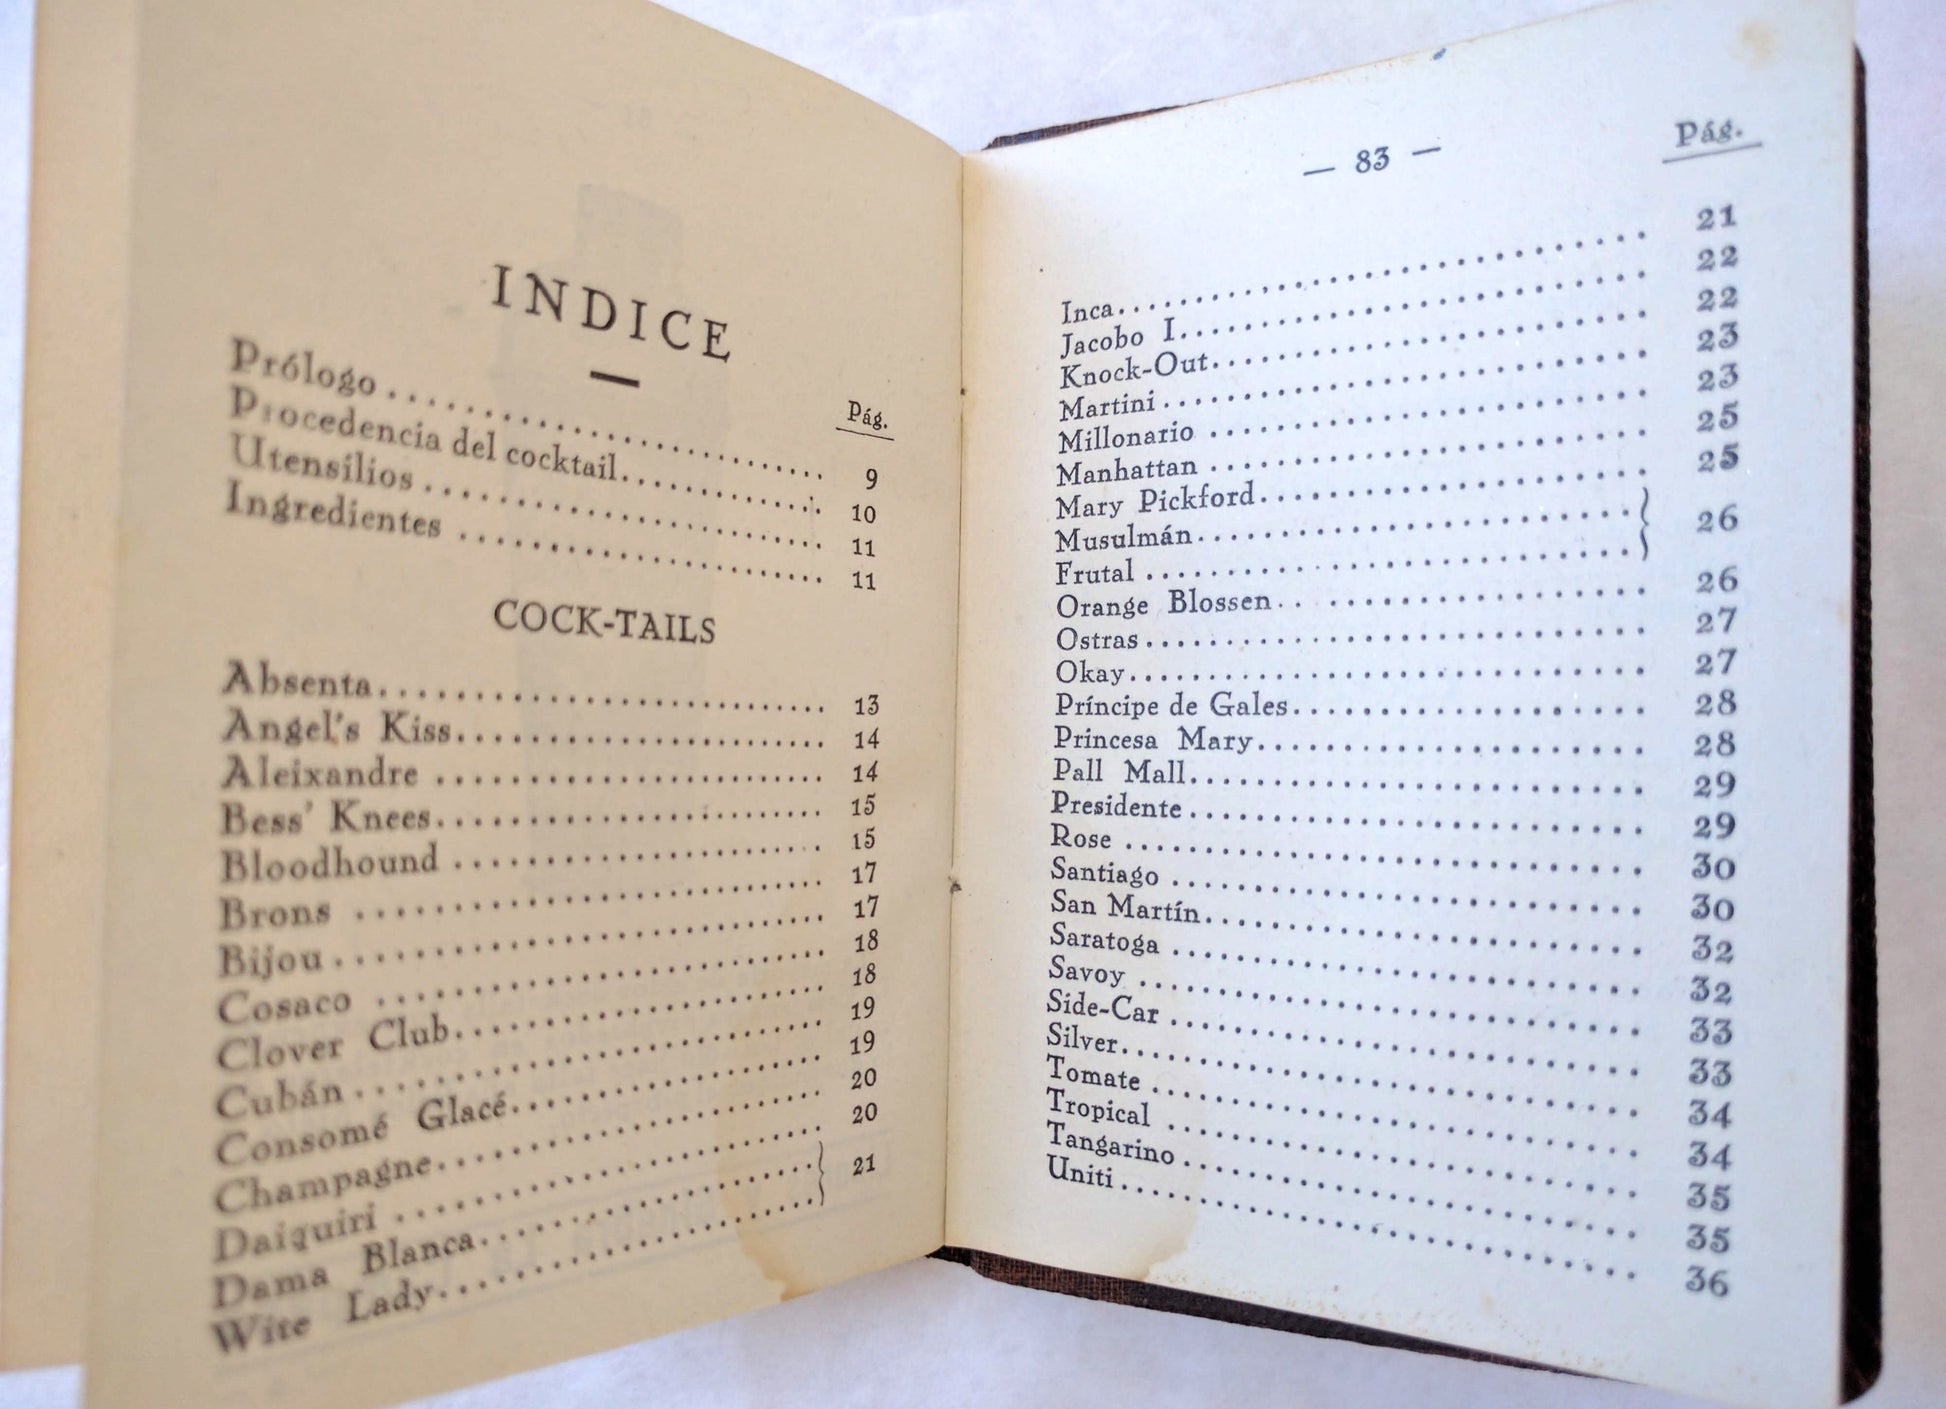 INDICE
Pág.
Prólogo 9
Procedencia del cocktail 10
Utensílios 11
Ingredientes 11
COCK-TAILS
Absenta 13
Angel's Kiss 14
Aleixandre 14
Bess' Knees 15
Bloodhound 15
Brons 17
Bijou 17
Cosaco 18
Clover Club 18
Cubán 19
Consomé Glacé 19
Champagne 20
Daiquiri 20
Dama Blanca
Wite Lady } 21
— 83 —
Pág.
Inca 21
Jacobo I 22
Knock-Out 22
Martini 23
Millonario 23
Manhattan 25
Mary Pickford 25
Musulmán
Frutal } 26
Orange Blossen 26
Ostras 27
Okay 27
Príncipe de Gales 28
Princesa Mary 28
Pall Mall 29
Presidente 29
Rose 30
Santiago 30
San Martín 32
Saratoga 32
Savoy 33
Side-Car 33
Silver 34
Tomate 34
Tropical 35
Tangarino 35
Uniti 36